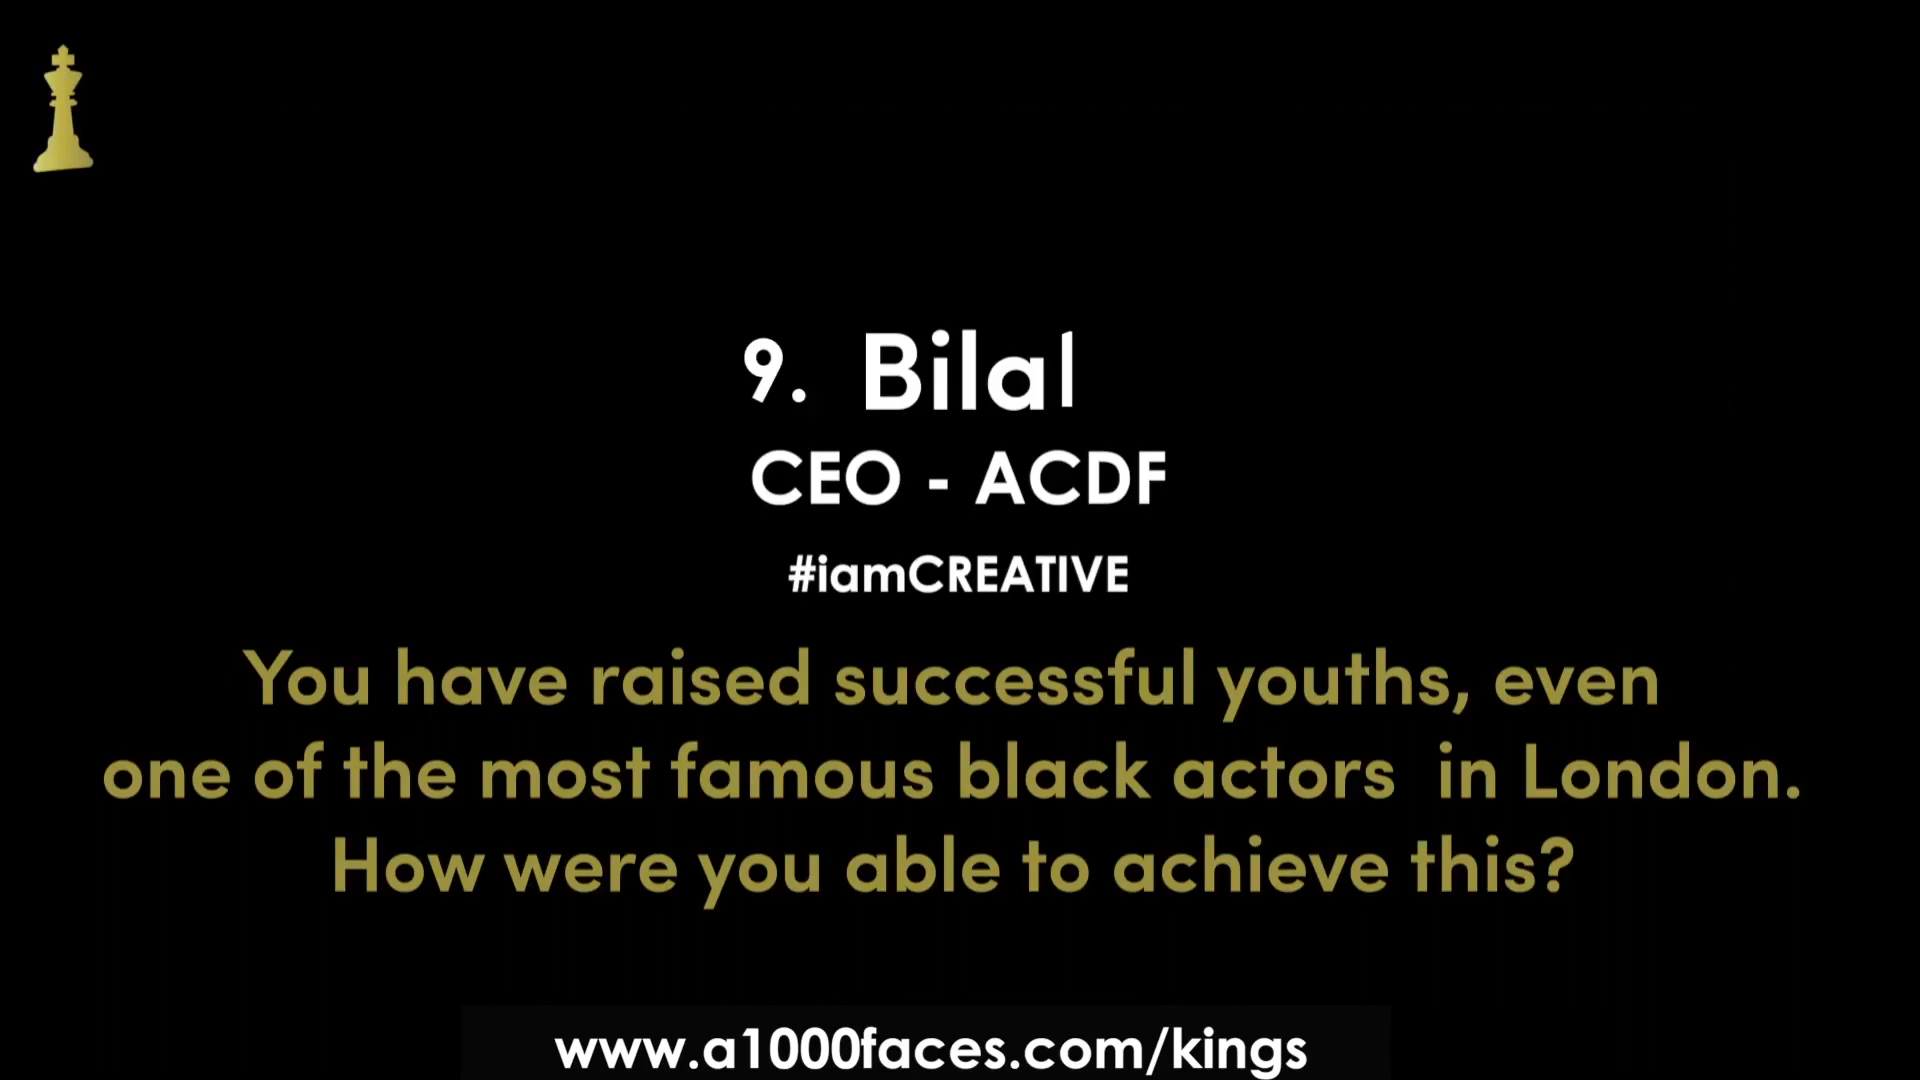 9. Bilal
CEO - ACDF
#iamCREATIVE
You have raised successful youths, even
one of the most famous black actors in London.
How were you able to achieve this?
www.a1000faces.com/kings